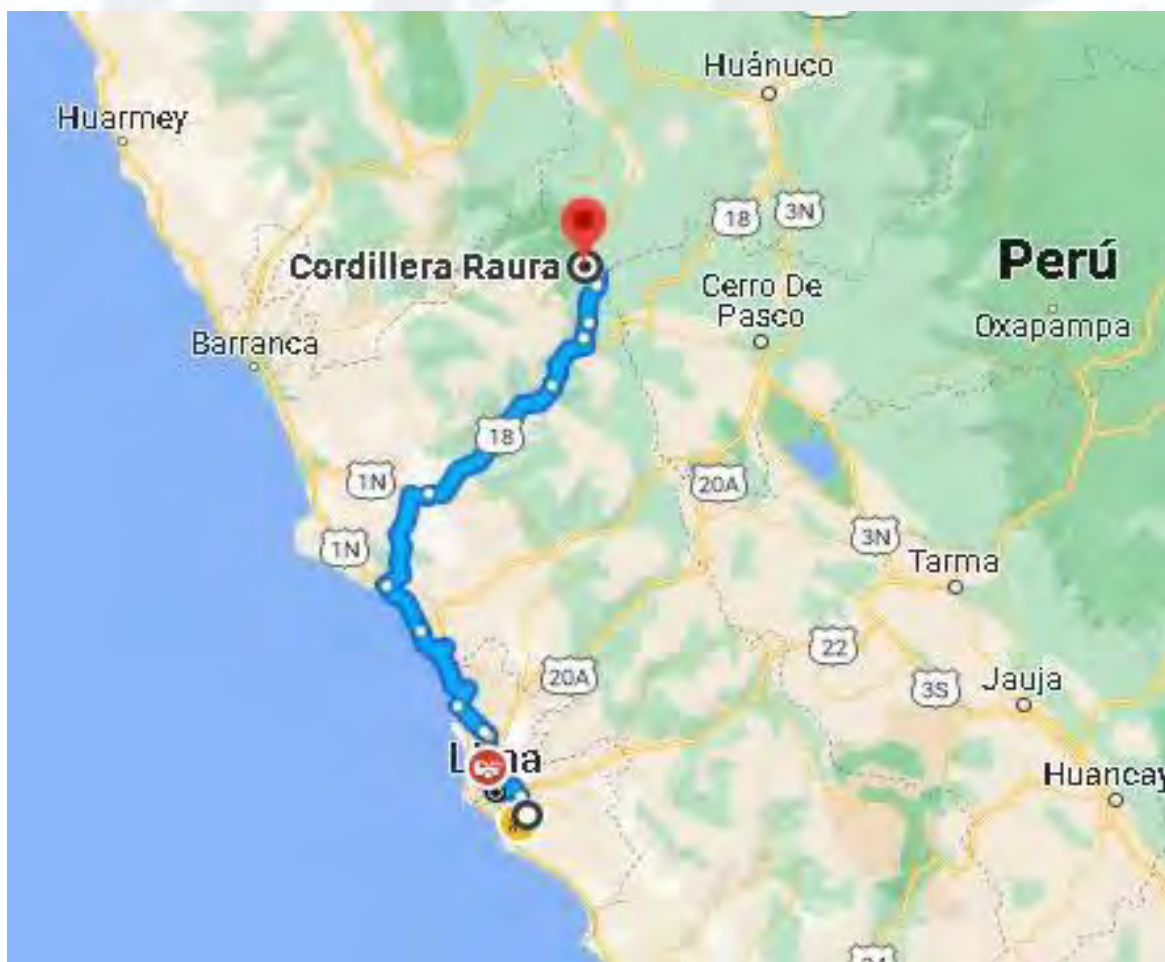 Huánuco
Huarmey
18
3N
Cordillera Raura
Perú
Cerro De
Pasco
Oxapampa
Barranca
18
1N
20A
1N
3N
Tarma
22
20A
3S
Jauja
Lima
Huancay